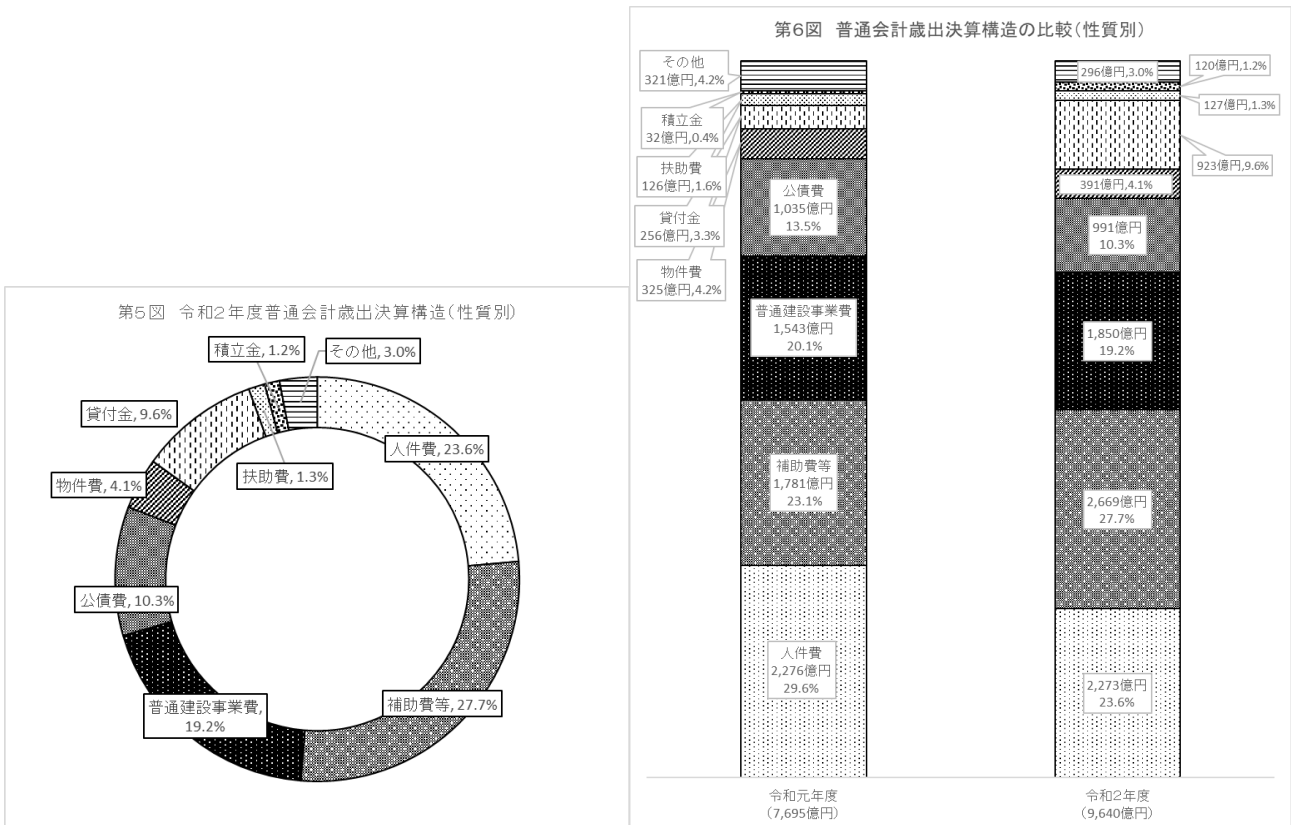 第5図 令和2年度普通会計歳出決算構造(性質別)
積立金, 1.2%
その他, 3.0%
貸付金, 9.6%
人件費, 23.6%
扶助費, 1.3%
物件費, 4.1%
公債費, 10.3%
補助費等, 27.7%
普通建設事業費,
19.2%
第6図 普通会計歳出決算構造の比較(性質別)
その他
321億円,4.2%
積立金
32億円,0.4%
扶助費
126億円,1.6%
貸付金
256億円,3.3%
物件費
325億円,4.2%
公債費
1,035億円
13.5%
普通建設事業費
1,543億円
20.1%
補助費等
1,781億円
23.1%
人件費
2,276億円
29.6%
令和元年度
(7,695億円)
296億円,3.0%
120億円,1.2%
127億円,1.3%
923億円,9.6%
391億円,4.1%
991億円
10.3%
1,850億円
19.2%
2,669億円
27.7%
2,273億円
23.6%
令和2年度
(9,640億円)